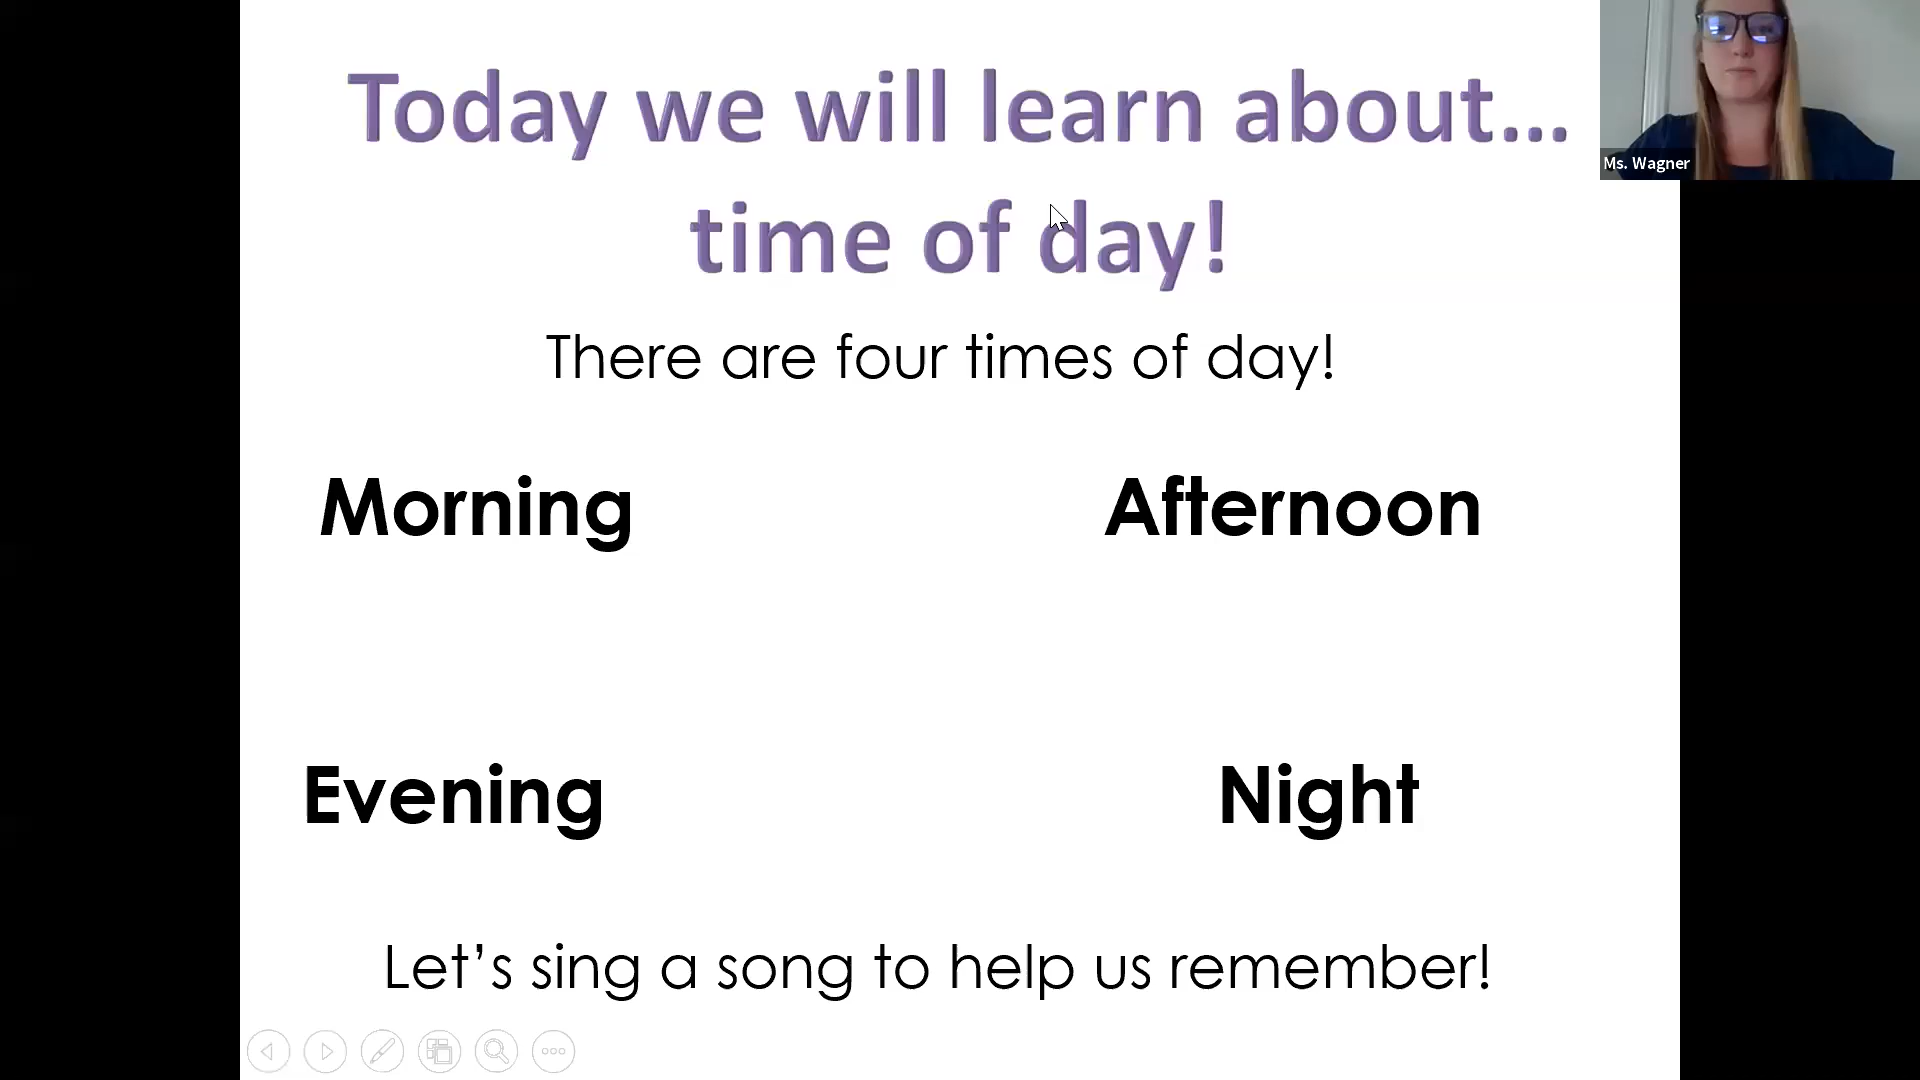 Today we will learn about...
time of day!
There are four times of day!
Morning
Afternoon
Evening
Night
Let’s sing a song to help us remember!
Ms. Wagner